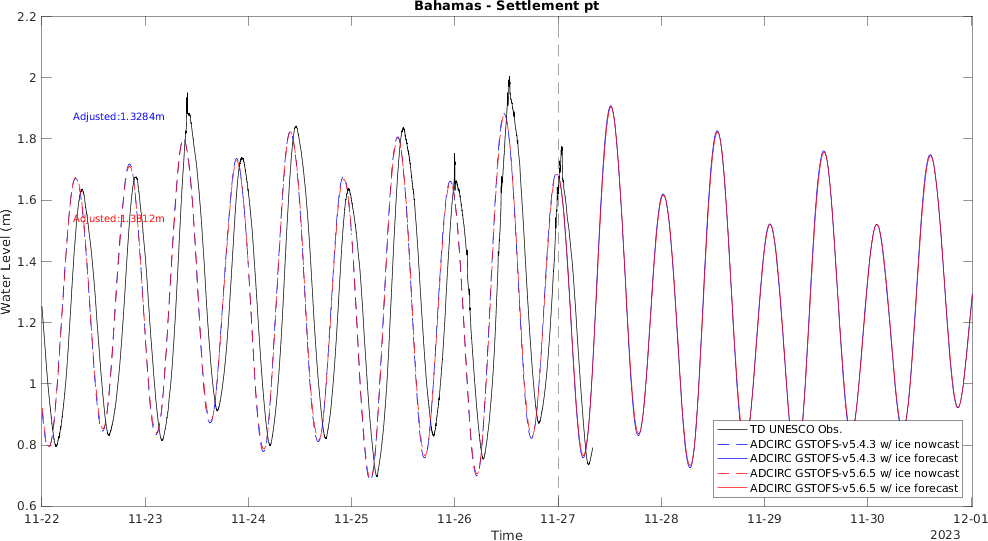 Bahamas - Settlement pt
2.2
2
1.8
1.6
1.4
1.2
1
0.8
0.6
Water Level (m)
Adjusted:1.3284m
Adjusted:1.3312m
TD UNESCO Obs.
ADCIRC GSTOFS-v5.4.3 w/ ice nowcast
ADCIRC GSTOFS-v5.4.3 w/ ice forecast
ADCIRC GSTOFS-v5.6.5 w/ ice nowcast
ADCIRC GSTOFS-v5.6.5 w/ ice forecast
11-22 11-23 11-24 11-25 11-26 11-27 11-28 11-29 11-30 12-01
Time
2023